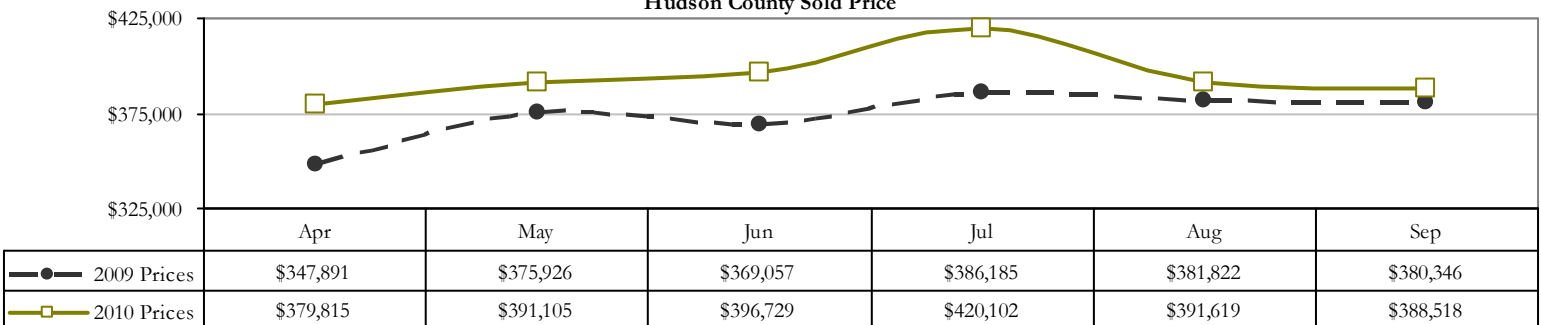 Hudson County Sold Price
$425,000
$375,000
$325,000
Apr May Jun Jul Aug Sep
2009 Prices $347,891 $375,926 $369,057 $386,185 $381,822 $380,346
2010 Prices $379,815 $391,105 $396,729 $420,102 $391,619 $388,518